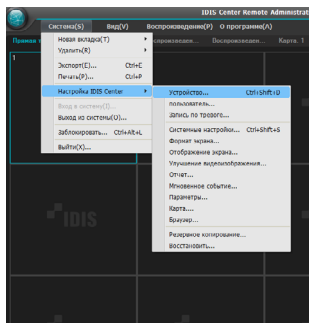 IDIS Center Remote Administrat
Система(S) Вид(V) Воспроизведение(P) О программе(A)
Прямая Воспроизведен... Воспроизведен... Карта. 1
1
Новая вкладка(T)
Удалить(R)
Экспорт(E)... Ctrl+E
Печать(P)... Ctrl+P
Настройка IDIS Center
Вход в систему(I)...
Выход из системы(O)...
Заблокировать... Ctrl+Alt+L
Выйти(X)...
Устройство... Ctrl+Shift+D
пользователь...
Запись по тревоге...
Системные настройки... Ctrl+Shift+S
Формат экрана...
Отображение экрана...
Улучшение видеоизображения...
Отчет...
Мгновенное событие...
Параметры...
Карта....
Браузер...
Резервное копирование...
Восстановить...
IDIS